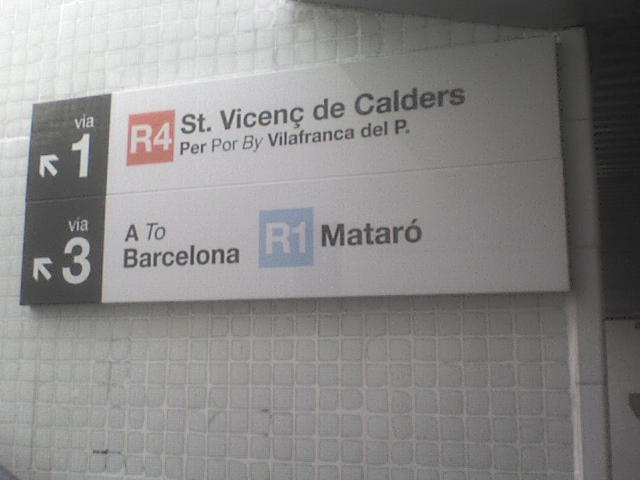 via 1 R4 St. Vicenç de Calders
Per Por By Vilafranca del P.
via 3 A To Barcelona R1 Mataró